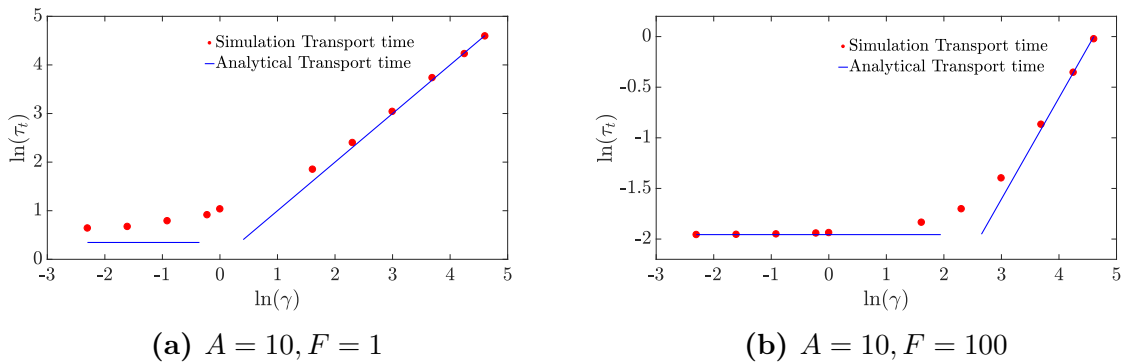 5
4
3
2
1
0
ln(τt)
Simulation Transport time
Analytical Transport time
-3 -2 -1 0 1 2 3 4 5
ln(γ)
(a) A = 10, F = 1
0
-0.5
-1
-1.5
-2
ln(τt)
Simulation Transport time
Analytical Transport time
-3 -2 -1 0 1 2 3 4 5
ln(γ)
(b) A = 10, F = 100